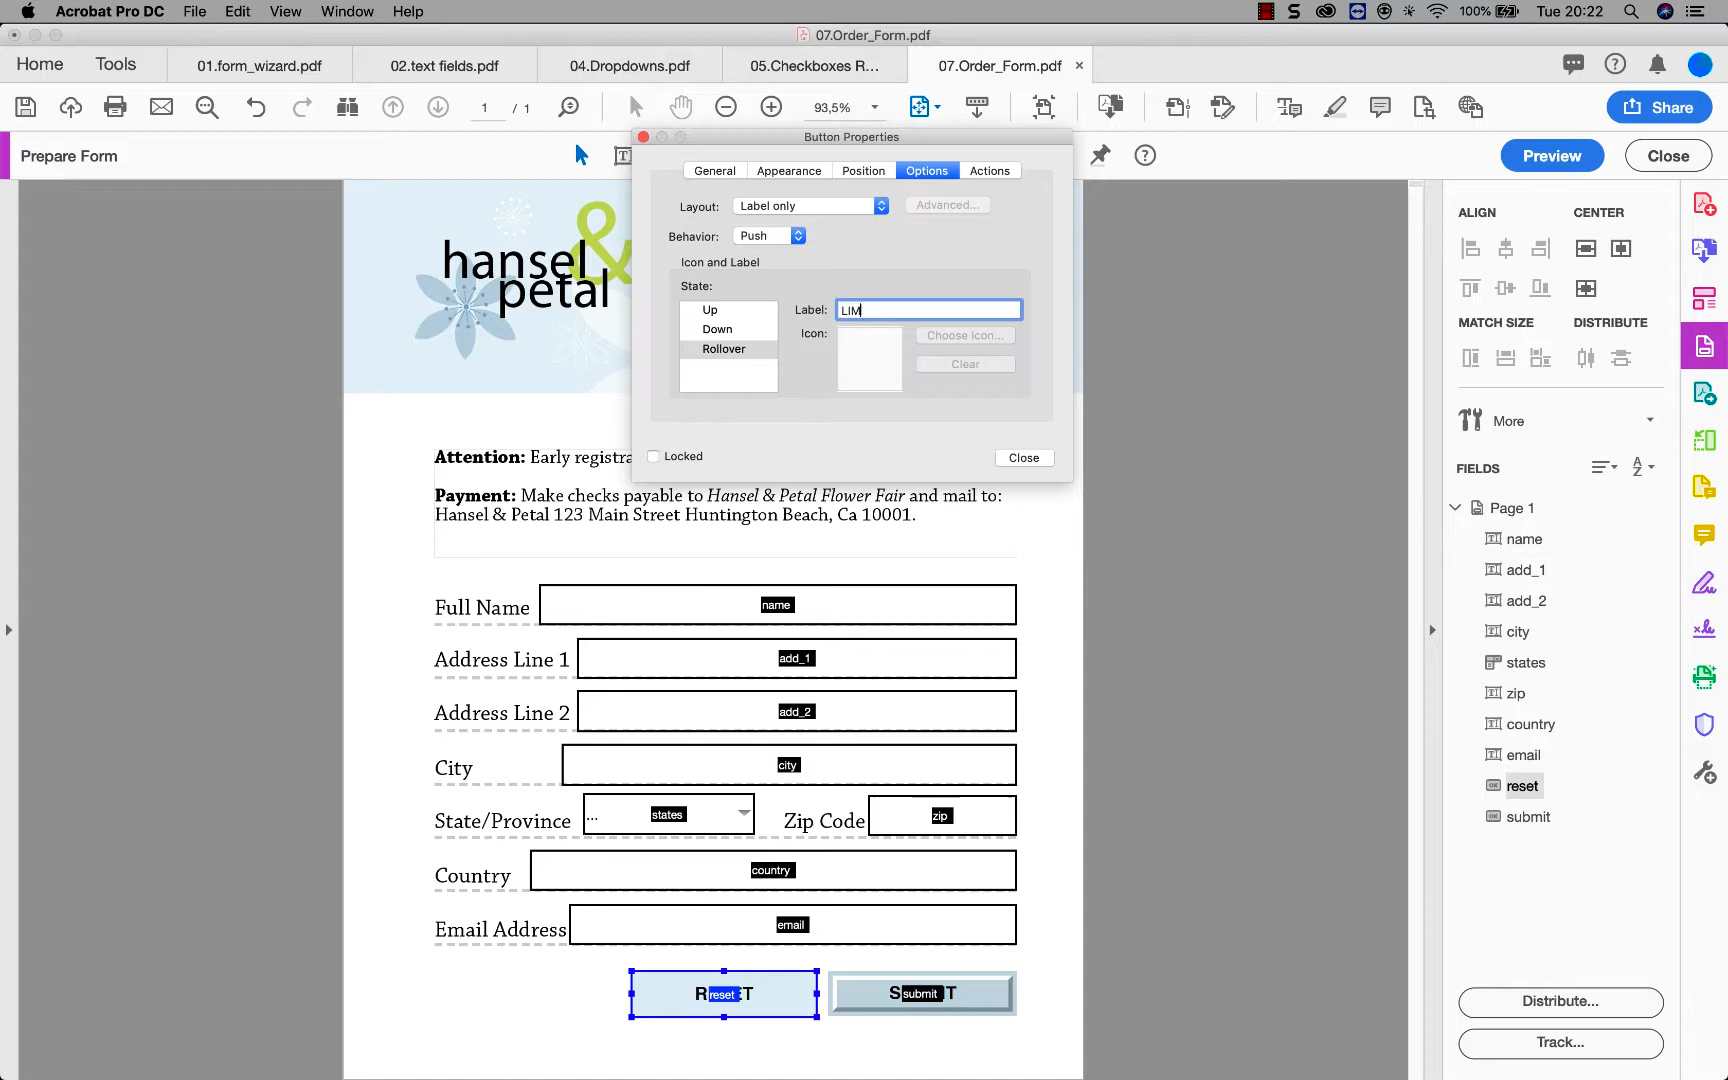 Acrobat Pro DC File Edit View Window Help 100% Tue 20:22
07.Order_Form.pdf
Home Tools 01.form_wizard.pdf 02.text fields.pdf 04.Dropdowns.pdf 05.Checkboxes R... 07.Order_Form.pdf ×
1 / 1 93,5% Share
Prepare Form Preview Close
Button Properties
General Appearance Position Options Actions
Layout: Label only Advanced...
Behavior: Push
Icon and Label
State:
Up Label: LIM
Down Icon: Choose Icon...
Rollover Clear
Locked Close
hansel &
petal
Attention: Early registra
Payment: Make checks payable to Hansel & Petal Flower Fair and mail to:
Hansel & Petal 123 Main Street Huntington Beach, Ca 10001.
Full Name name
Address Line 1 add_1
Address Line 2 add_2
City city
State/Province ... states Zip Code zip
Country country
Email Address email
R reset T S submit T
ALIGN CENTER
MATCH SIZE DISTRIBUTE
More
FIELDS
Page 1
name
add_1
add_2
city
states
zip
country
email
reset
submit
Distribute...
Track...